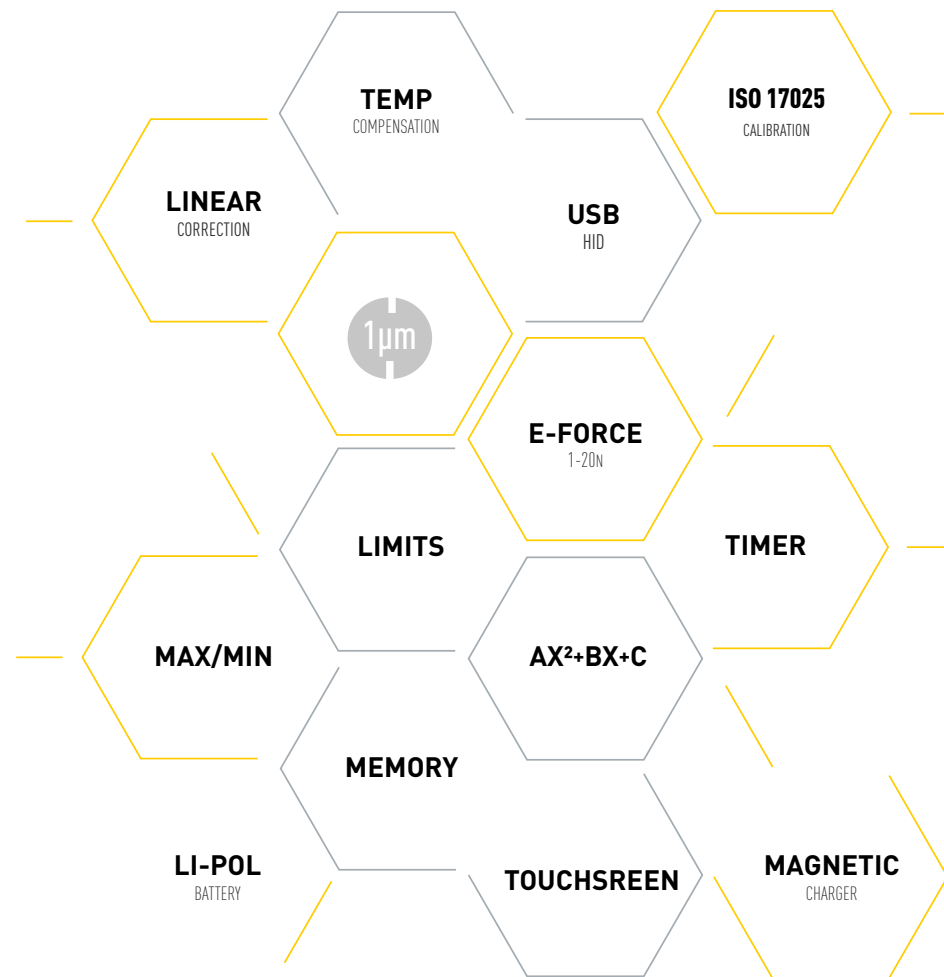 TEMP
COMPENSATION
ISO 17025
CALIBRATION
LINEAR
CORRECTION
USB
HID
1µm
E-FORCE
1-20N
LIMITS
TIMER
MAX/MIN
AX²+BX+C
MEMORY
LI-POL
BATTERY
TOUCHSREEN
MAGNETIC
CHARGER